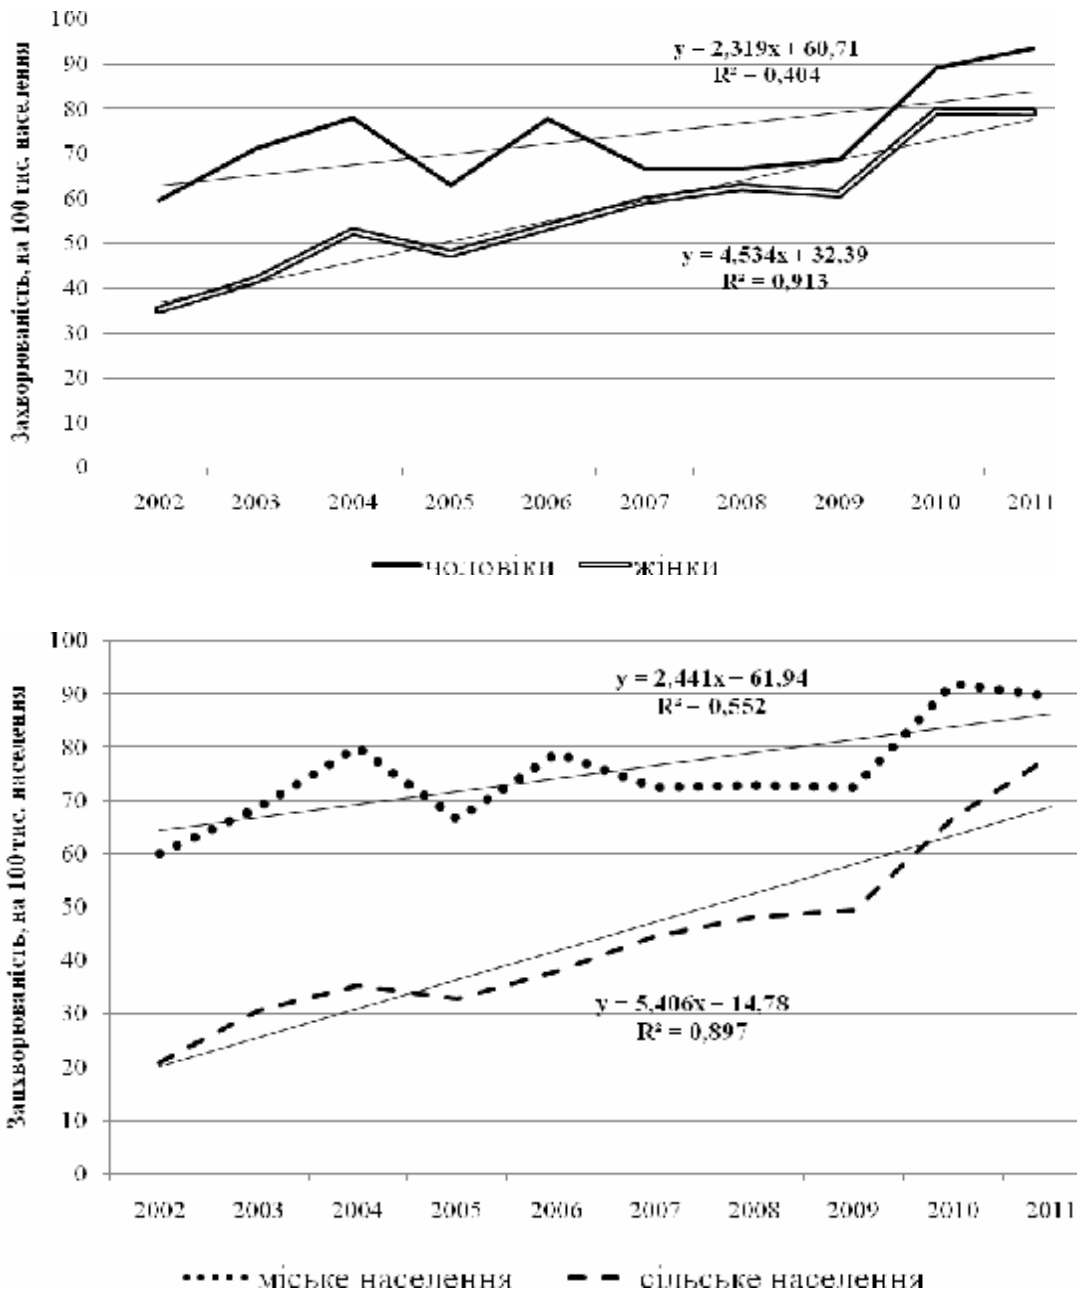 Захворюваність, на 100 тис. населення
100
90
80
70
60
50
40
30
20
10
0
y = 2,319x + 60,71
R² = 0,404
y = 4,534x + 32,39
R² = 0,913
2002 2003 2004 2005 2006 2007 2008 2009 2010 2011
чоловіки жінки
Захворюваність, на 100 тис. населення
100
90
80
70
60
50
40
30
20
10
0
y = 2,441x − 61,94
R² = 0,552
y = 5,406x − 14,78
R² = 0,897
2002 2003 2004 2005 2006 2007 2008 2009 2010 2011
міське населення сільське населення